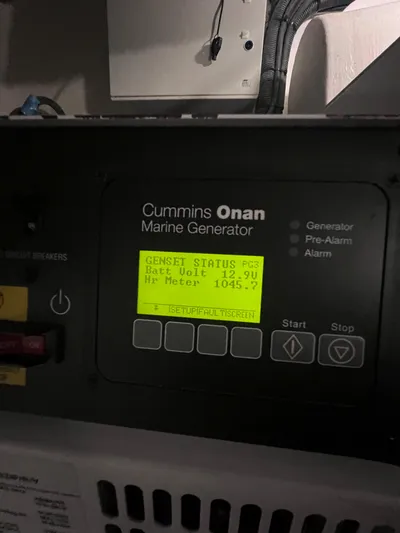 Cummins Onan
Marine Generator
Generator
Pre-Alarm
Alarm
GENSET STATUS PG3
Batt Volt 12.9V
Hr Meter 1045.7
SETUP|FAULT|SCREEN
BREAKERS
Start
Stop